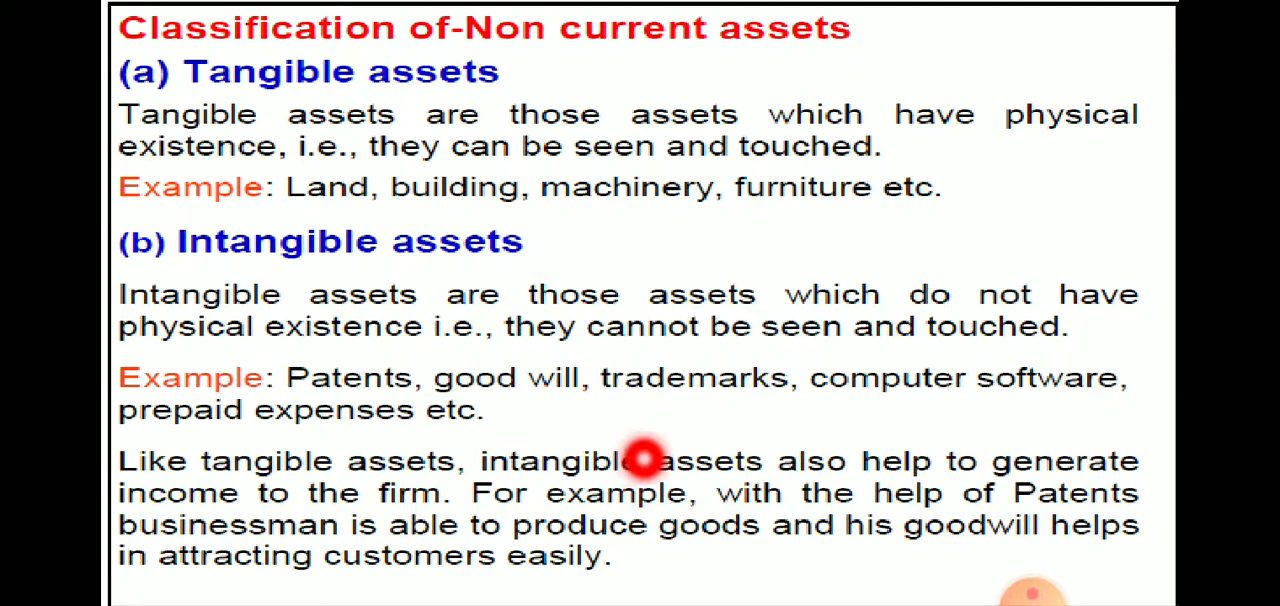 Classification of-Non current assets
(a) Tangible assets
Tangible assets are those assets which have physical
existence, i.e., they can be seen and touched.
Example: Land, building, machinery, furniture etc.
(b) Intangible assets
Intangible assets are those assets which do not have
physical existence i.e., they cannot be seen and touched.
Example: Patents, good will, trademarks, computer software,
prepaid expenses etc.
Like tangible assets, intangible assets also help to generate
income to the firm. For example, with the help of Patents
businessman is able to produce goods and his goodwill helps
in attracting customers easily.